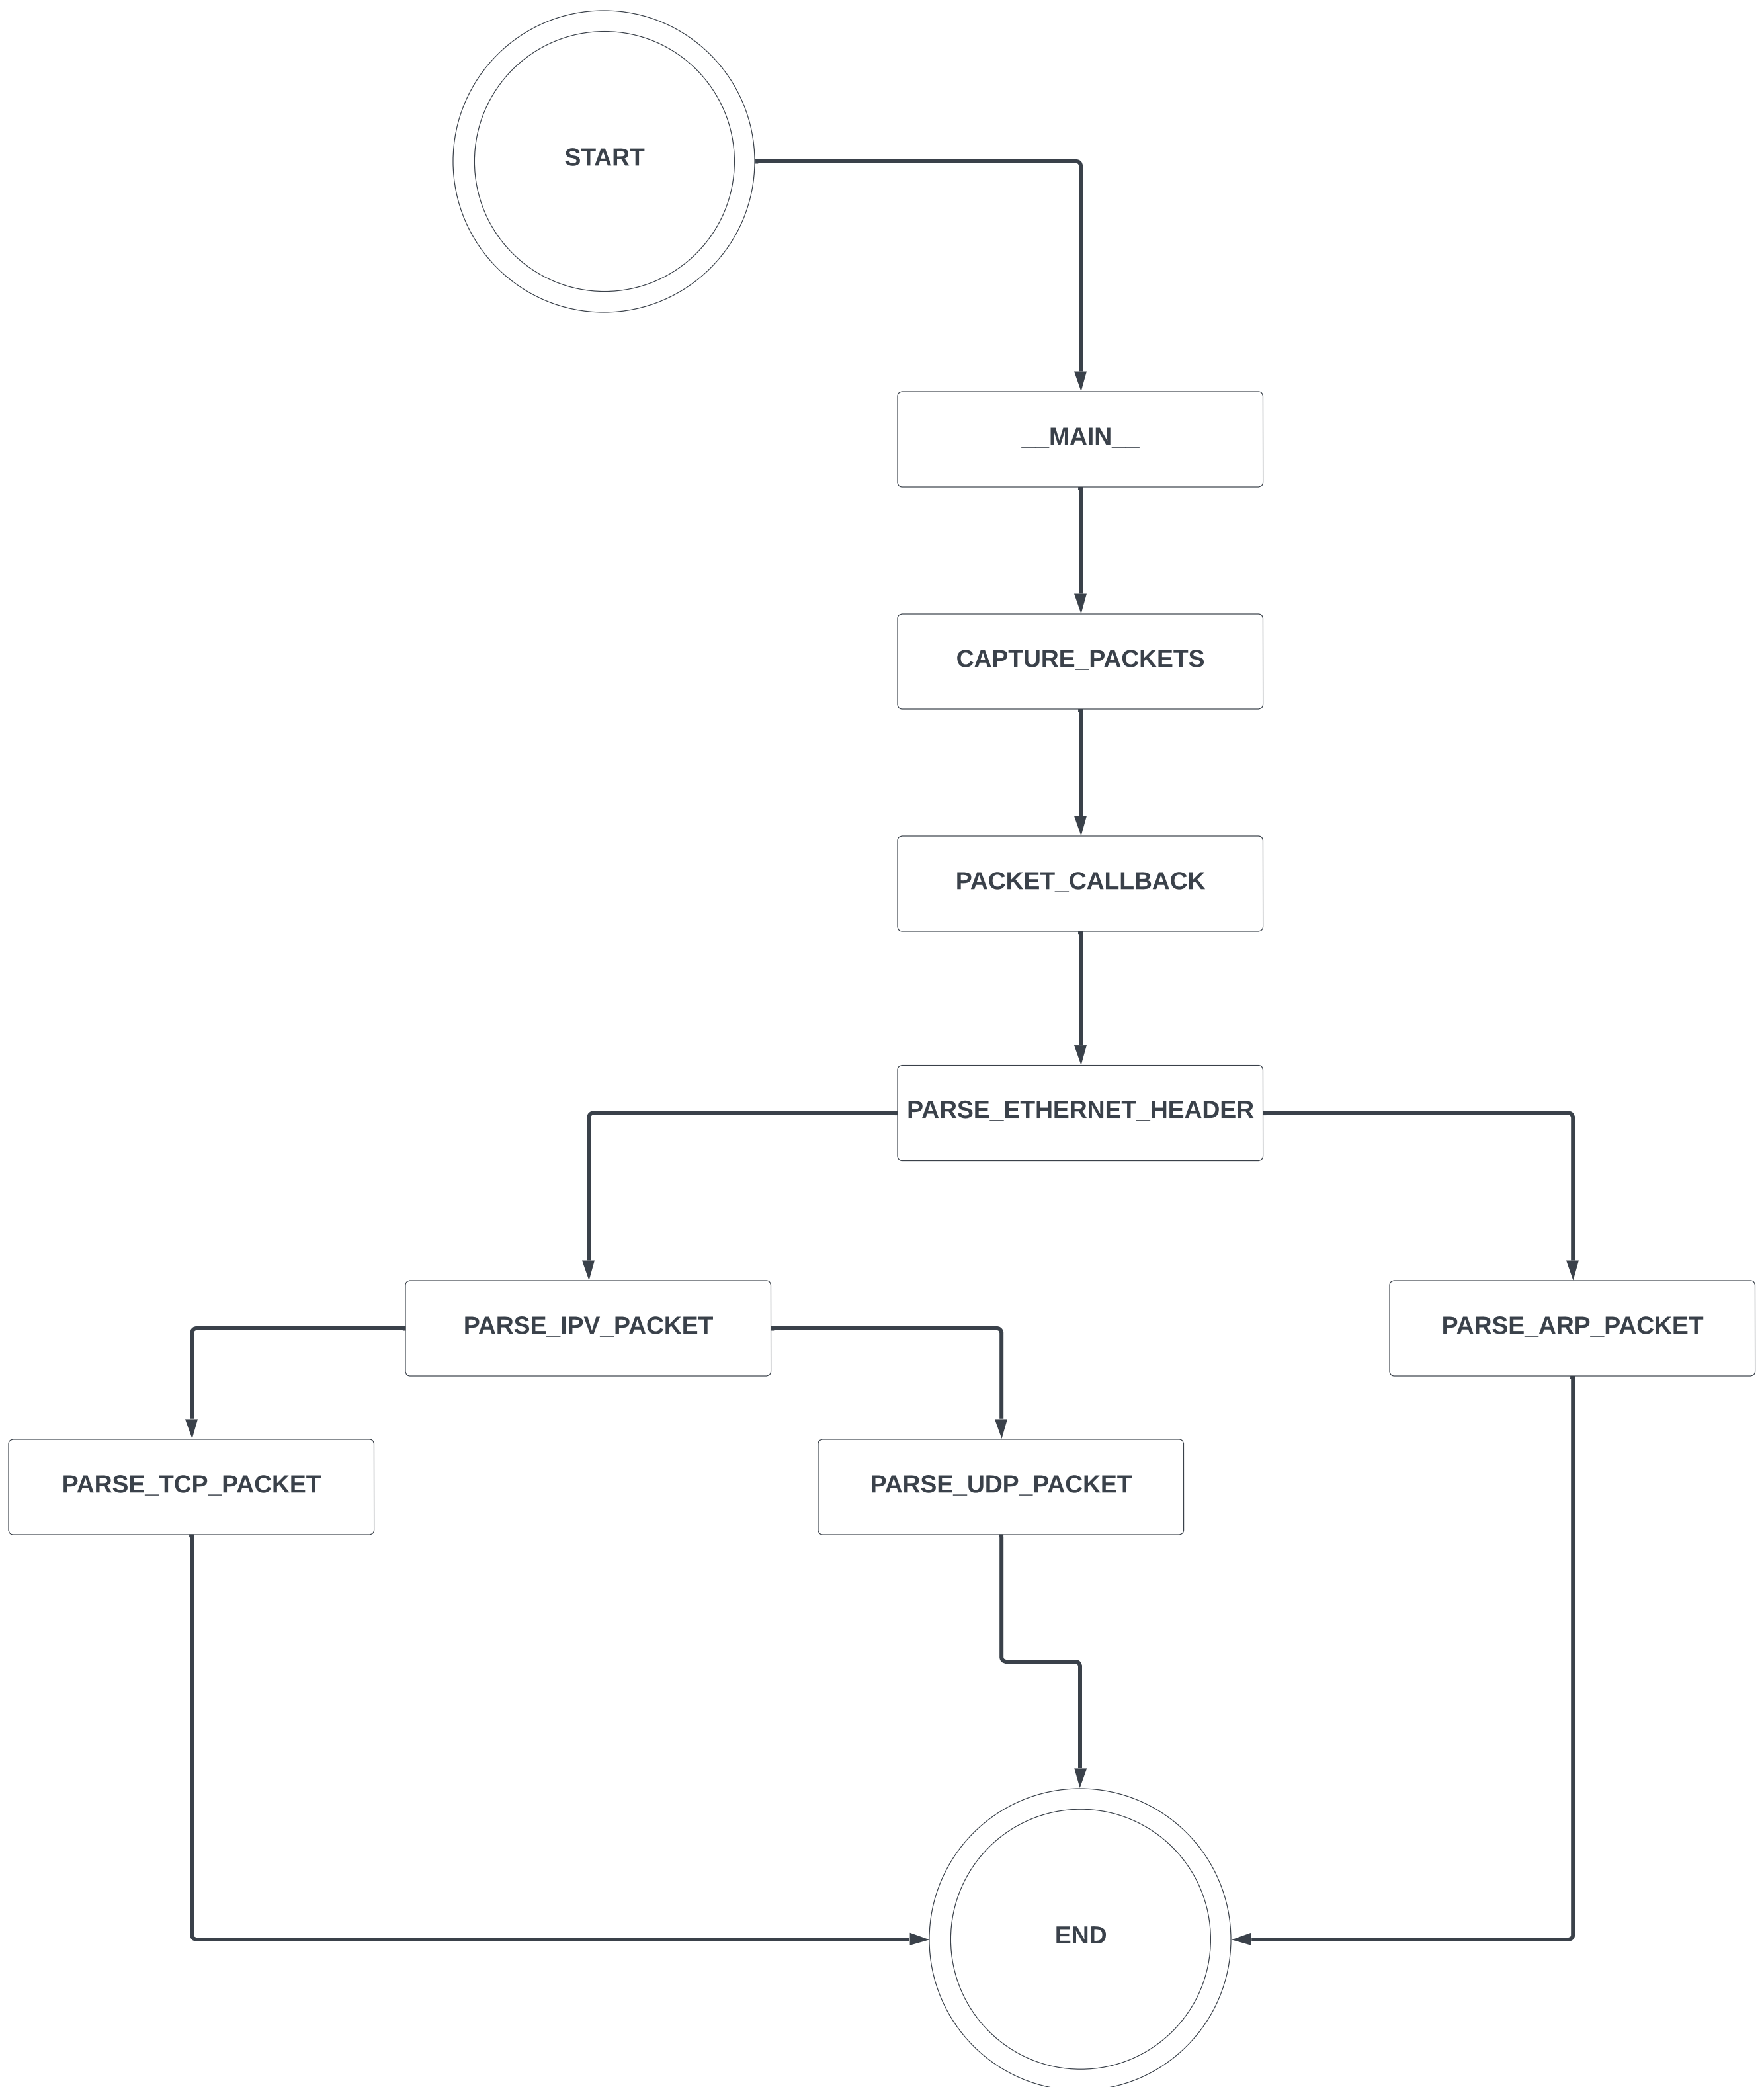 START
__MAIN__
CAPTURE_PACKETS
PACKET_CALLBACK
PARSE_ETHERNET_HEADER
PARSE_IPV_PACKET
PARSE_ARP_PACKET
PARSE_TCP_PACKET
PARSE_UDP_PACKET
END